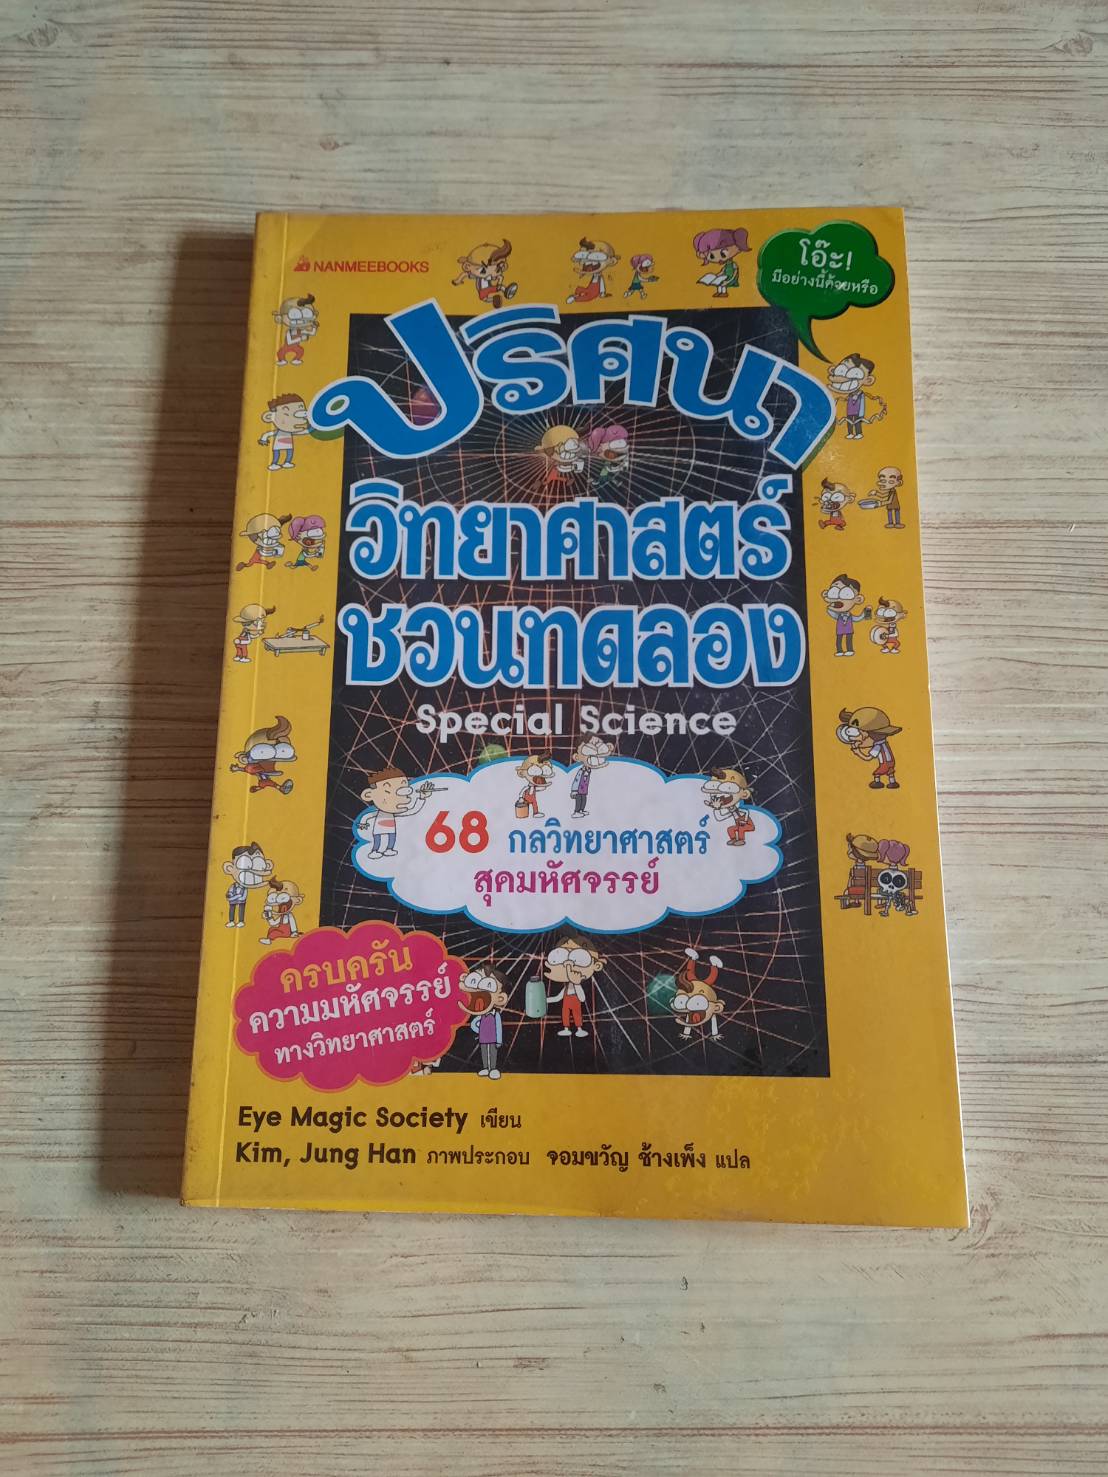 NANMEEBOOKS
โอ๊ะ!
มีอย่างนี้ด้วยหรือ
ปริศนา
วิทยาศาสตร์
ชวนทดลอง
Special Science
68 กลวิทยาศาสตร์
สุดมหัศจรรย์
ครบครัน
ความมหัศจรรย์
ทางวิทยาศาสตร์
Eye Magic Society เขียน
Kim, Jung Han ภาพประกอบ จอมขวัญ ช้างเพ็ง แปล